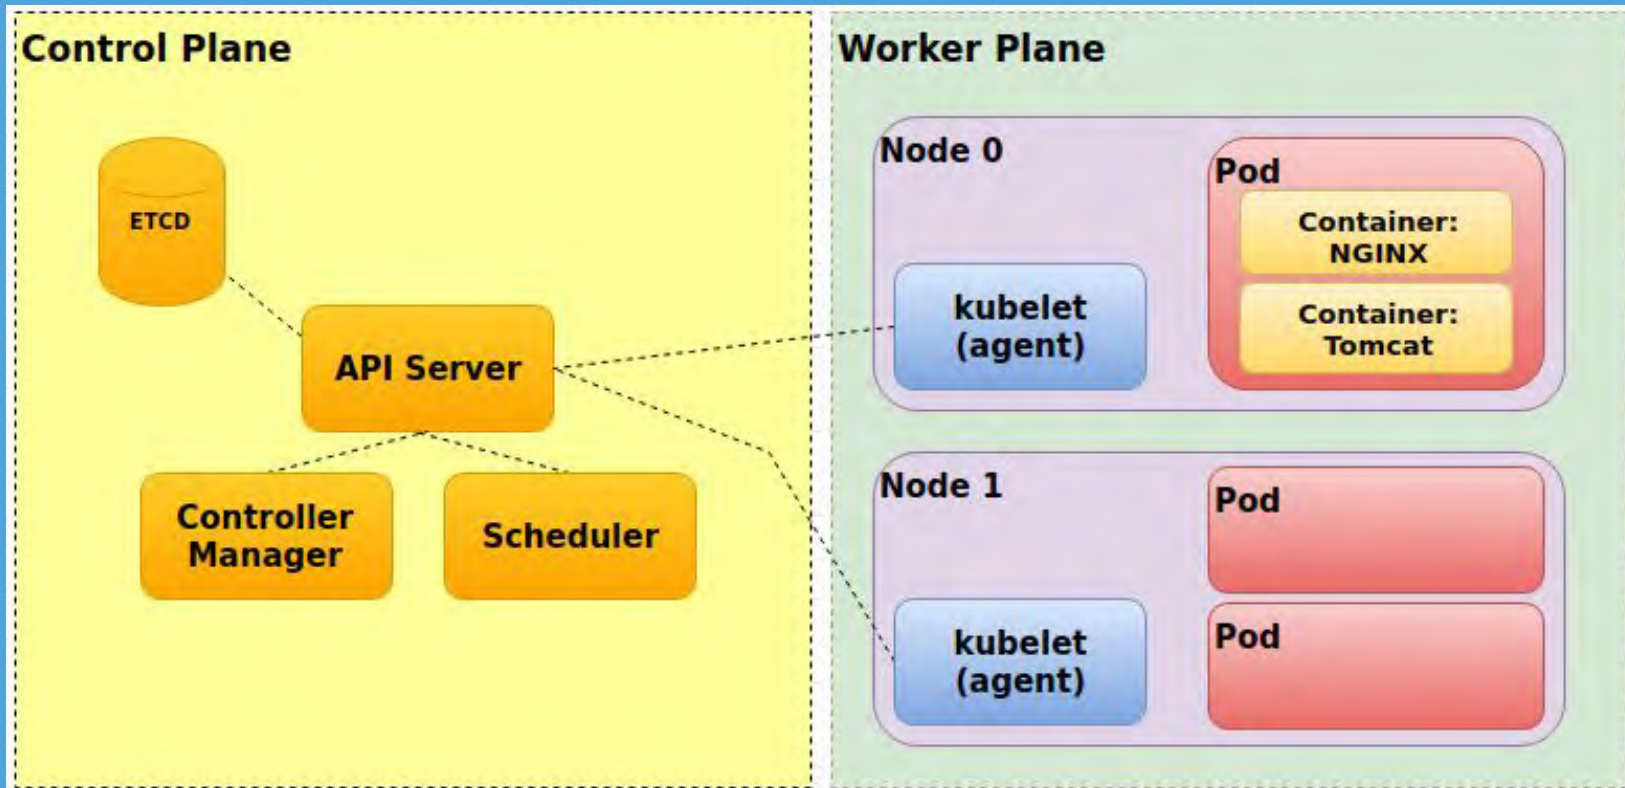 Control Plane
ETCD
API Server
Controller
Manager
Scheduler
Worker Plane
Node 0
kubelet
(agent)
Pod
Container:
NGINX
Container:
Tomcat
Node 1
kubelet
(agent)
Pod
Pod